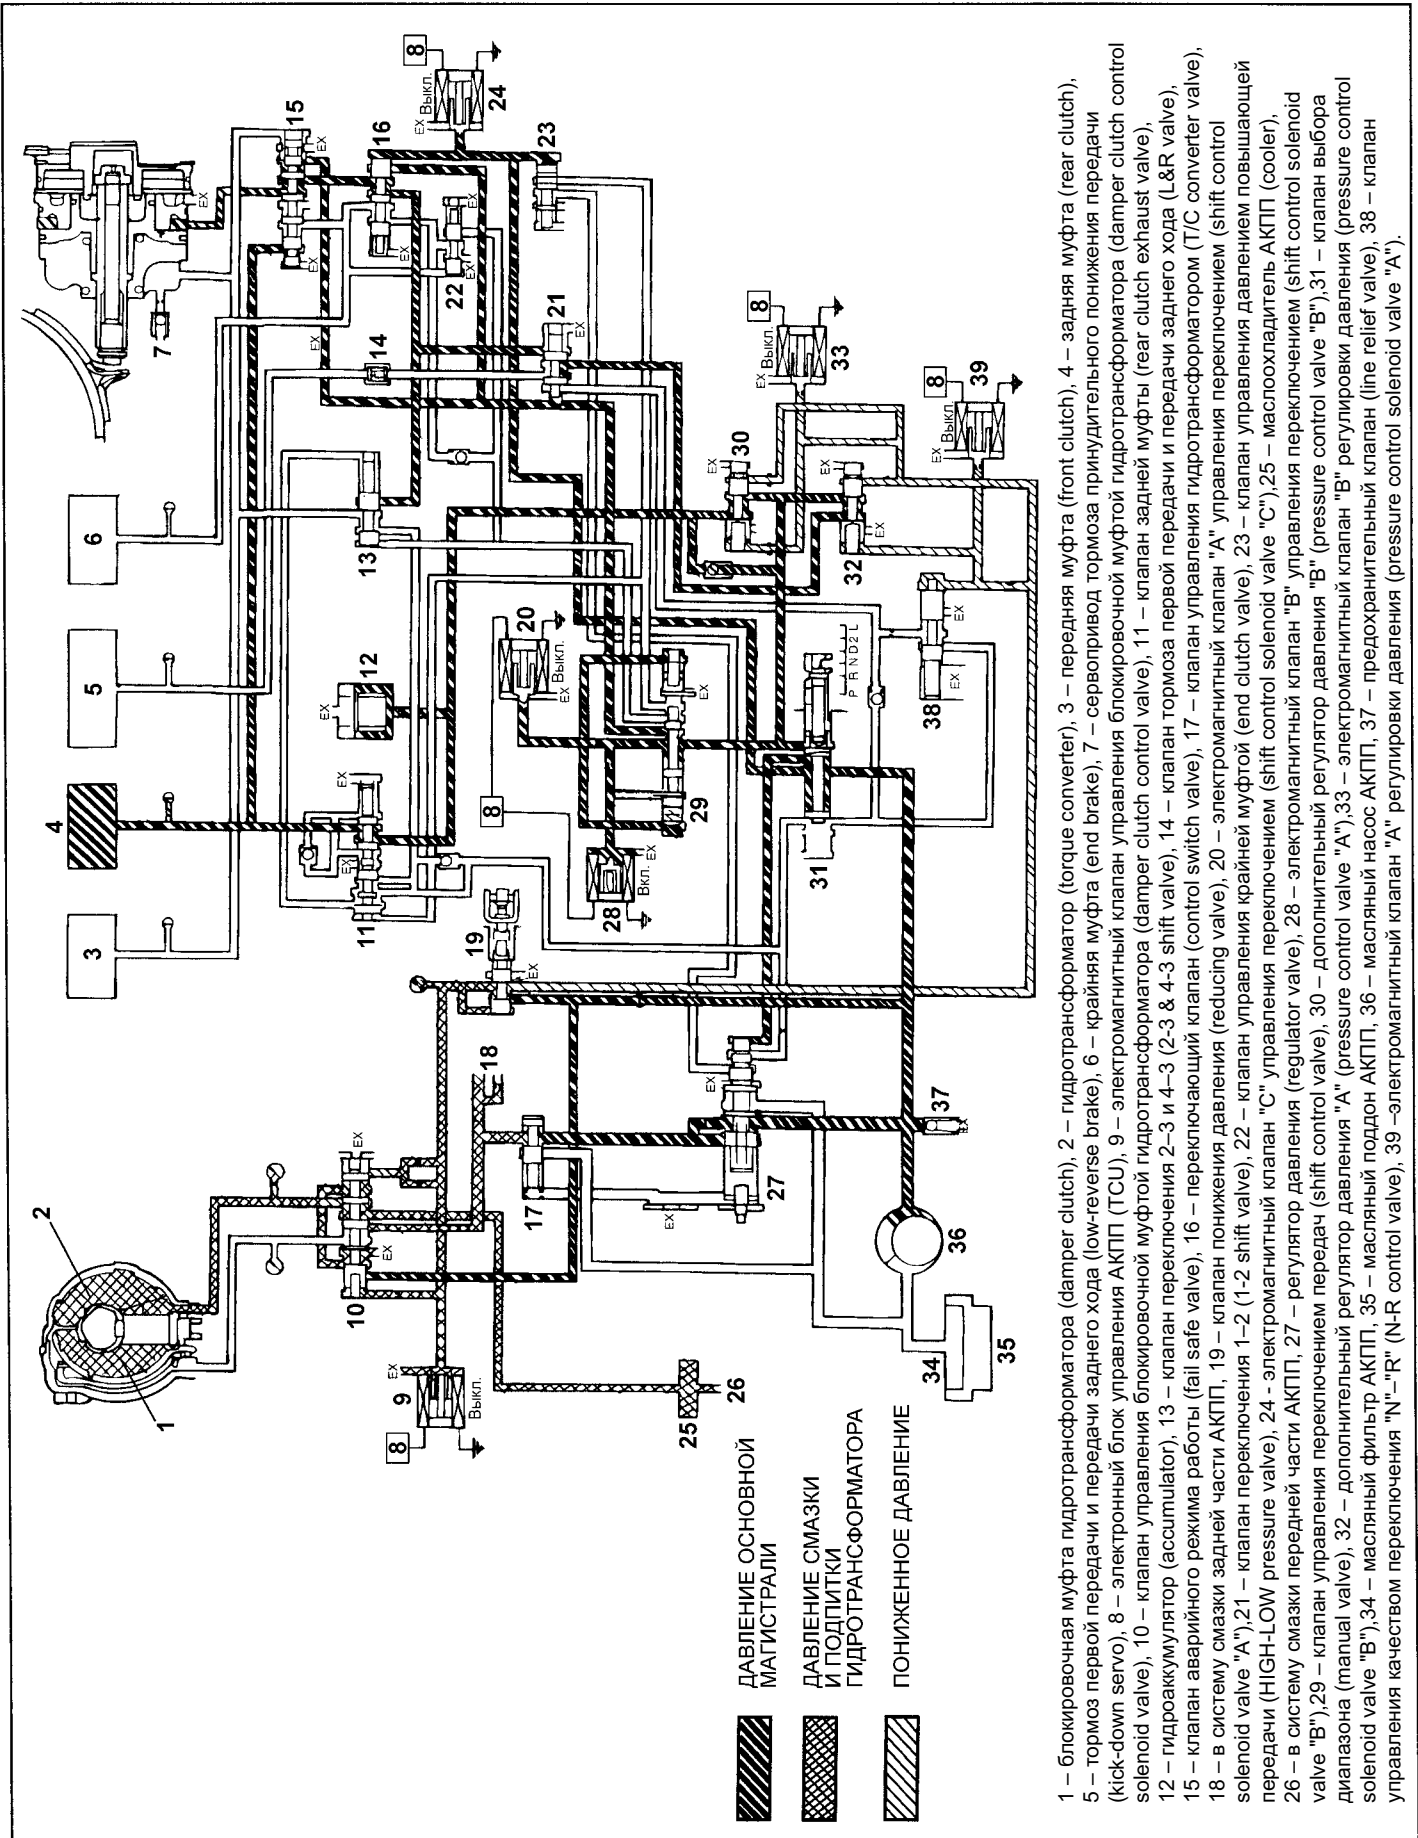 1
2
3
4
5
6
7
8
EX
Выкл.
9
10
11
12
13
14
15
16
17
18
19
20
21
22
23
24
25
26
27
28
Вкл.
29
30
31
P R N D 2 L
32
33
34
35
36
37
38
39
ДАВЛЕНИЕ ОСНОВНОЙ
МАГИСТРАЛИ
ДАВЛЕНИЕ СМАЗКИ
И ПОДПИТКИ
ГИДРОТРАНСФОРМАТОРА
ПОНИЖЕННОЕ ДАВЛЕНИЕ
1 – блокировочная муфта гидротрансформатора (damper clutch), 2 – гидротрансформатор (torque converter), 3 – передняя муфта (front clutch), 4 – задняя муфта (rear clutch),
5 – тормоз первой передачи и передачи заднего хода (low-reverse brake), 6 – крайняя муфта (end brake), 7 – сервопривод тормоза принудительного понижения передачи
(kick-down servo), 8 – электронный блок управления АКПП (TCU), 9 – электромагнитный клапан управления блокировочной муфтой гидротрансформатора (damper clutch control
solenoid valve), 10 – клапан управления блокировочной муфтой гидротрансформатора (damper clutch control valve), 11 – клапан задней муфты (rear clutch exhaust valve),
12 – гидроаккумулятор (accumulator), 13 – клапан переключения 2–3 и 4–3 (2-3 & 4-3 shift valve), 14 – клапан тормоза первой передачи и передачи заднего хода (L&R valve),
15 – клапан аварийного режима работы (fail safe valve), 16 – переключающий клапан (control switch valve), 17 – клапан управления гидротрансформатором (T/C converter valve),
18 – в систему смазки задней части АКПП, 19 – клапан понижения давления (reducing valve), 20 – электромагнитный клапан "А" управления переключением (shift control
solenoid valve "A"),21 – клапан переключения 1–2 (1-2 shift valve), 22 – клапан управления крайней муфтой (end clutch valve), 23 – клапан управления давлением повышающей
передачи (HIGH-LOW pressure valve), 24 - электромагнитный клапан "С" управления переключением (shift control solenoid valve "C"),25 – маслоохладитель АКПП (cooler),
26 – в систему смазки передней части АКПП, 27 – регулятор давления (regulator valve), 28 – электромагнитный клапан "В" управления переключением (shift control solenoid
valve "B"),29 – клапан управления переключением передач (shift control valve), 30 – дополнительный регулятор давления "В" (pressure control valve "B"),31 – клапан выбора
диапазона (manual valve), 32 – дополнительный регулятор давления "А" (pressure control valve "A"),33 – электромагнитный клапан "В" регулировки давления (pressure control
solenoid valve "B"),34 – масляный фильтр АКПП, 35 – масляный поддон АКПП, 36 – масляный насос АКПП, 37 – предохранительный клапан (line relief valve), 38 – клапан
управления качеством переключения "N"–"R" (N-R control valve), 39 –электромагнитный клапан "А" регулировки давления (pressure control solenoid valve "A").